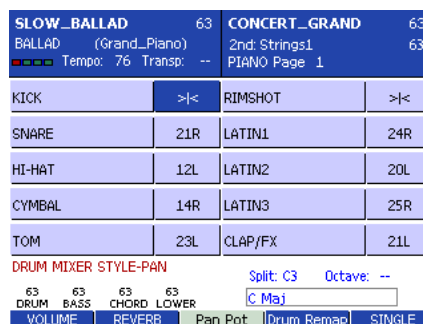 SLOW_BALLAD 63 CONCERT_GRAND 63
BALLAD (Grand_Piano) 2nd: Strings1 63
Tempo: 76 Transp: -- PIANO Page 1
KICK >|< RIMSHOT >|<
SNARE 21R LATIN1 24R
HI-HAT 12L LATIN2 20L
CYMBAL 14R LATIN3 25R
TOM 23L CLAP/FX 21L
DRUM MIXER STYLE-PAN
Split: C3 Octave: --
63 63 63 63
DRUM BASS CHORD LOWER
C Maj
VOLUME REVERB Pan Pot Drum Remap SINGLE